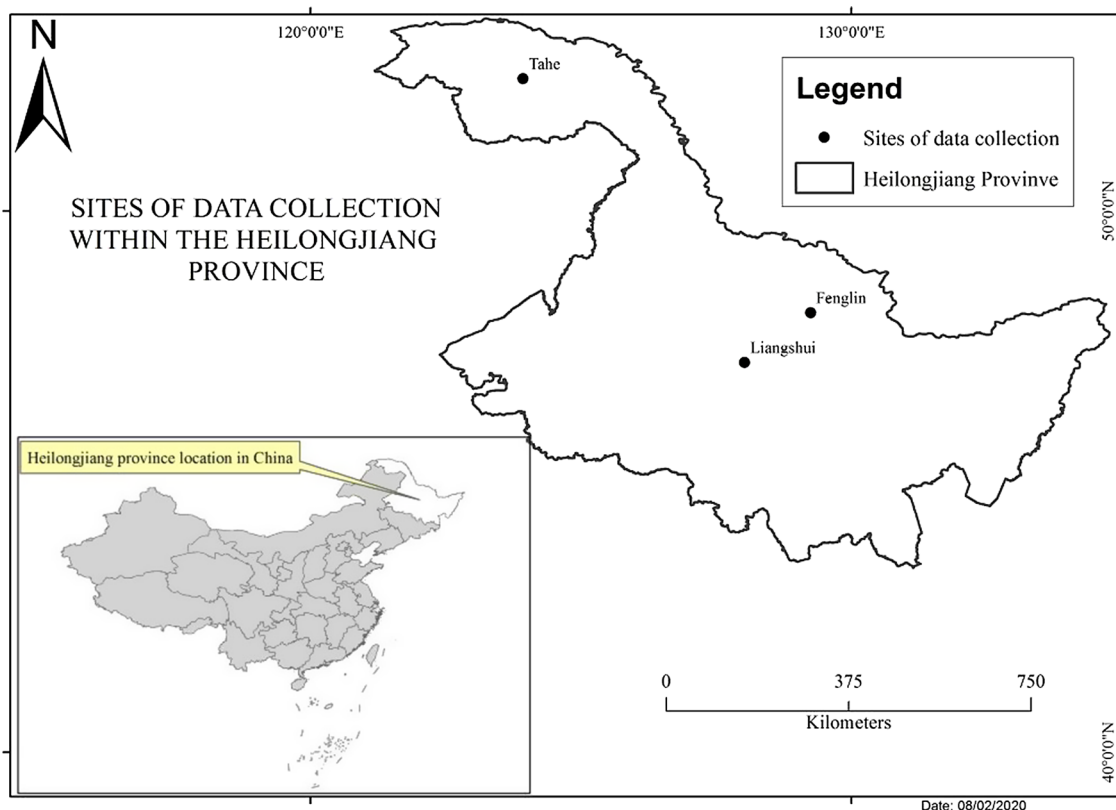 N
120°0'0"E
130°0'0"E
Tahe
Legend
Sites of data collection
Heilongjiang Provinve
SITES OF DATA COLLECTION
WITHIN THE HEILONGJIANG
PROVINCE
50°0'0"N
Fenglin
Liangshui
Heilongjiang province location in China
0
375
750
Kilometers
40°0'0"N
Date: 08/02/2020